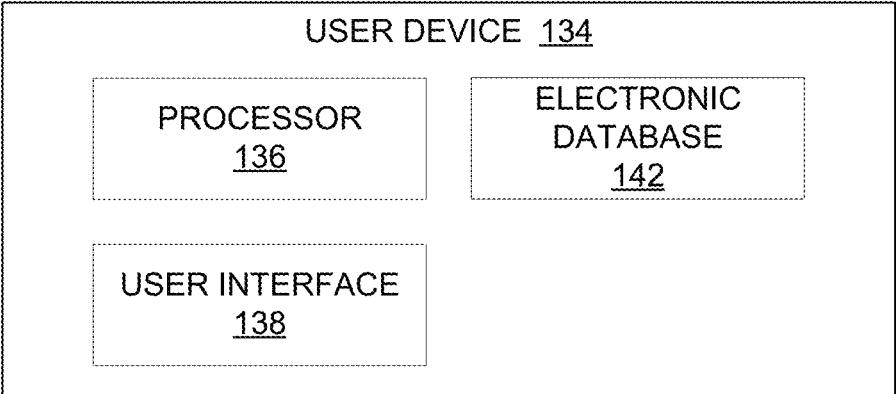 USER DEVICE 134
PROCESSOR
136
ELECTRONIC
DATABASE
142
USER INTERFACE
138